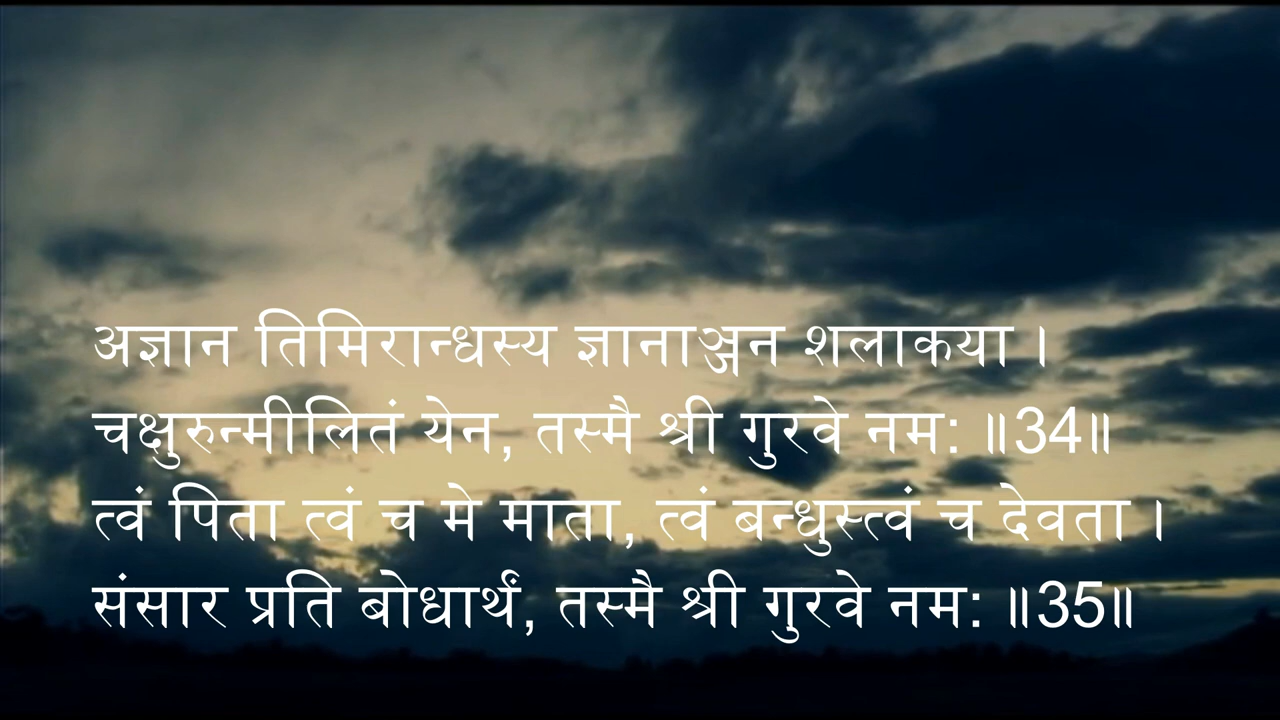 अज्ञान तिमिरान्धस्य ज्ञानाञ्जन शलाकया ।
चक्षुरुन्मीलितं येन, तस्मै श्री गुरवे नम: ॥34॥
त्वं पिता त्वं च मे माता, त्वं बन्धुस्त्वं च देवता ।
संसार प्रति बोधार्थं, तस्मै श्री गुरवे नम: ॥35॥